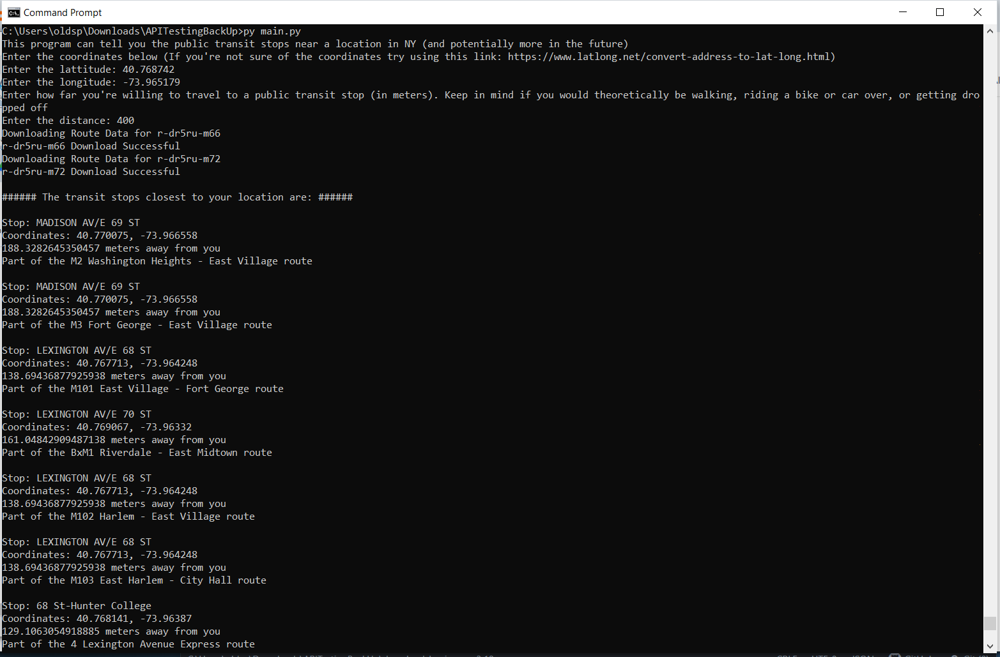 Command Prompt
C:\Users\oldsp\Downloads\APITestingBackUp>py main.py
This program can tell you the public transit stops near a location in NY (and potentially more in the future)
Enter the coordinates below (If you're not sure of the coordinates try using this link: https://www.latlong.net/convert-address-to-lat-long.html)
Enter the lattitude: 40.768742
Enter the longitude: -73.965179
Enter how far you're willing to travel to a public transit stop (in meters). Keep in mind if you would theoretically be walking, riding a bike or car over, or getting dro
pped off
Enter the distance: 400
Downloading Route Data for r-dr5ru-m66
r-dr5ru-m66 Download Successful
Downloading Route Data for r-dr5ru-m72
r-dr5ru-m72 Download Successful
###### The transit stops closest to your location are: ######
Stop: MADISON AV/E 69 ST
Coordinates: 40.770075, -73.966558
188.3282645350457 meters away from you
Part of the M2 Washington Heights - East Village route
Stop: MADISON AV/E 69 ST
Coordinates: 40.770075, -73.966558
188.3282645350457 meters away from you
Part of the M3 Fort George - East Village route
Stop: LEXINGTON AV/E 68 ST
Coordinates: 40.767713, -73.964248
138.69436877925938 meters away from you
Part of the M101 East Village - Fort George route
Stop: LEXINGTON AV/E 70 ST
Coordinates: 40.769067, -73.96332
161.04842909487138 meters away from you
Part of the BxM1 Riverdale - East Midtown route
Stop: LEXINGTON AV/E 68 ST
Coordinates: 40.767713, -73.964248
138.69436877925938 meters away from you
Part of the M102 Harlem - East Village route
Stop: LEXINGTON AV/E 68 ST
Coordinates: 40.767713, -73.964248
138.69436877925938 meters away from you
Part of the M103 East Harlem - City Hall route
Stop: 68 St-Hunter College
Coordinates: 40.768141, -73.96387
129.1063054918885 meters away from you
Part of the 4 Lexington Avenue Express route